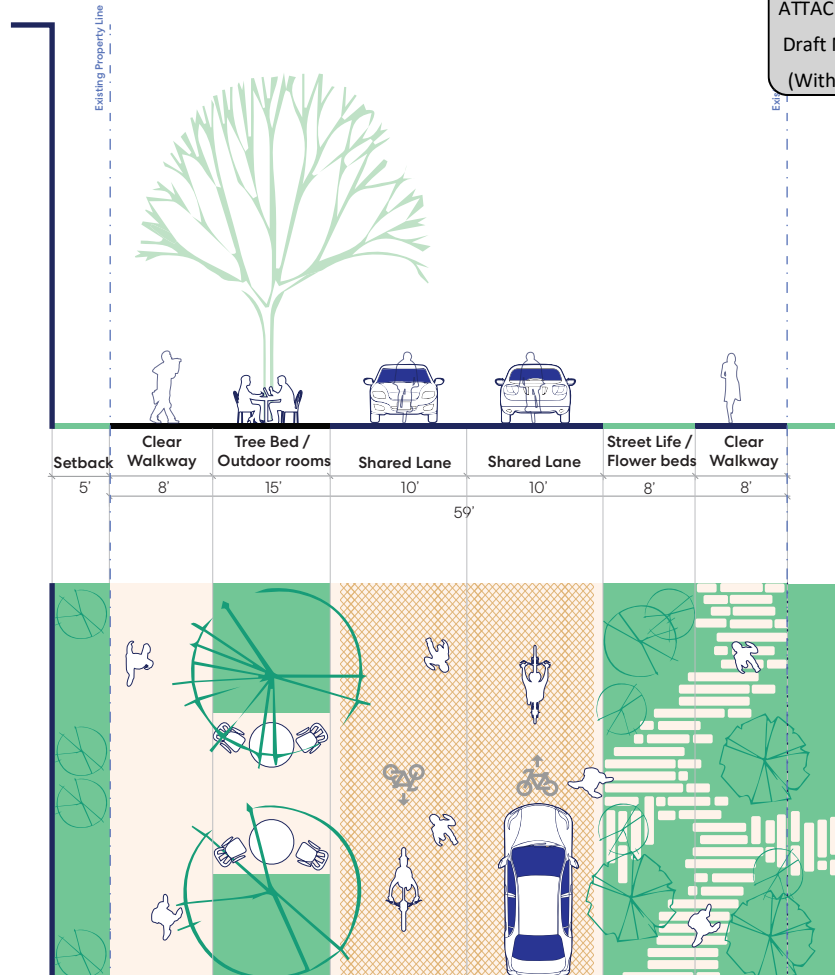 ATTAC
Draft
(With
Existing Property Line
Clear
Walkway
Tree Bed /
Outdoor rooms
Street Life /
Flower beds
Clear
Walkway
Setback
Shared Lane
Shared Lane
5'
8'
15'
10'
10'
8'
8'
59'